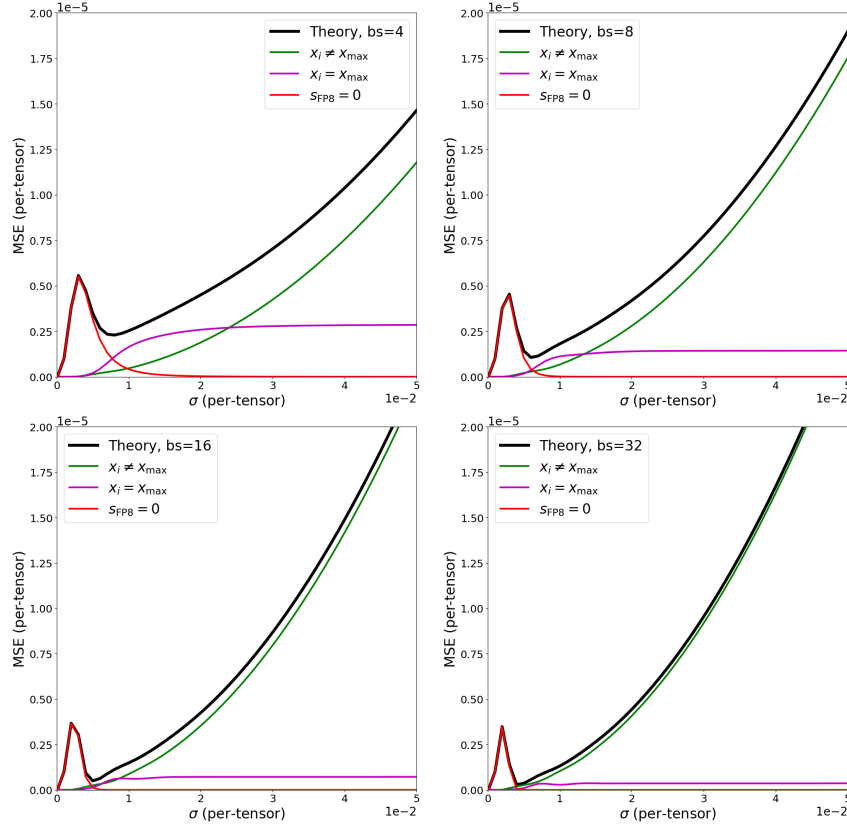 1e−5
2.00
1.75
1.50
1.25
1.00
0.75
0.50
0.25
0.00
MSE (per-tensor)
Theory, bs=4
x_i ≠ x_max
x_i = x_max
s_FP8 = 0
0 1 2 3 4 5
σ (per-tensor) 1e−2
1e−5
2.00
1.75
1.50
1.25
1.00
0.75
0.50
0.25
0.00
MSE (per-tensor)
Theory, bs=8
x_i ≠ x_max
x_i = x_max
s_FP8 = 0
0 1 2 3 4 5
σ (per-tensor) 1e−2
1e−5
2.00
1.75
1.50
1.25
1.00
0.75
0.50
0.25
0.00
MSE (per-tensor)
Theory, bs=16
x_i ≠ x_max
x_i = x_max
s_FP8 = 0
0 1 2 3 4 5
σ (per-tensor) 1e−2
1e−5
2.00
1.75
1.50
1.25
1.00
0.75
0.50
0.25
0.00
MSE (per-tensor)
Theory, bs=32
x_i ≠ x_max
x_i = x_max
s_FP8 = 0
0 1 2 3 4 5
σ (per-tensor) 1e−2